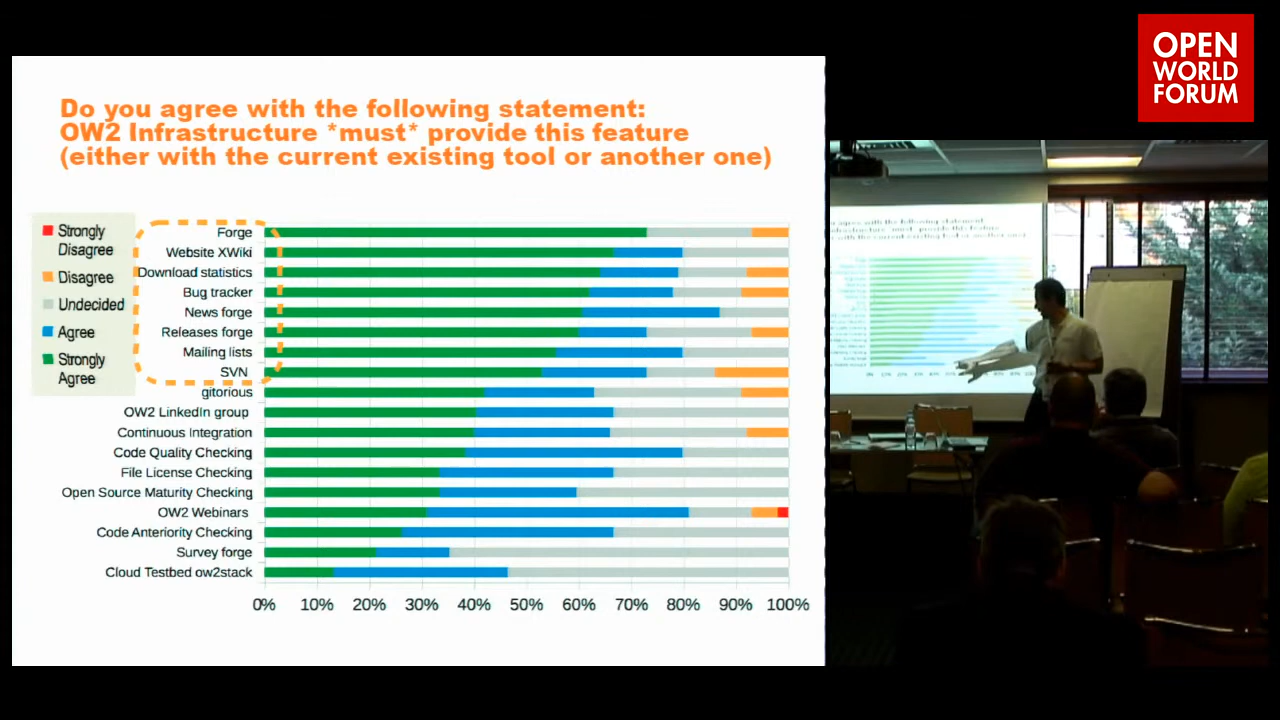 OPEN
WORLD
FORUM
Do you agree with the following statement:
OW2 Infrastructure *must* provide this feature
(either with the current existing tool or another one)
Strongly
Disagree
Disagree
Undecided
Agree
Strongly
Agree
Forge
Website XWiki
Download statistics
Bug tracker
News forge
Releases forge
Mailing lists
SVN
gitorious
OW2 LinkedIn group
Continuous Integration
Code Quality Checking
File License Checking
Open Source Maturity Checking
OW2 Webinars
Code Anteriority Checking
Survey forge
Cloud Testbed ow2stack
0% 10% 20% 30% 40% 50% 60% 70% 80% 90% 100%